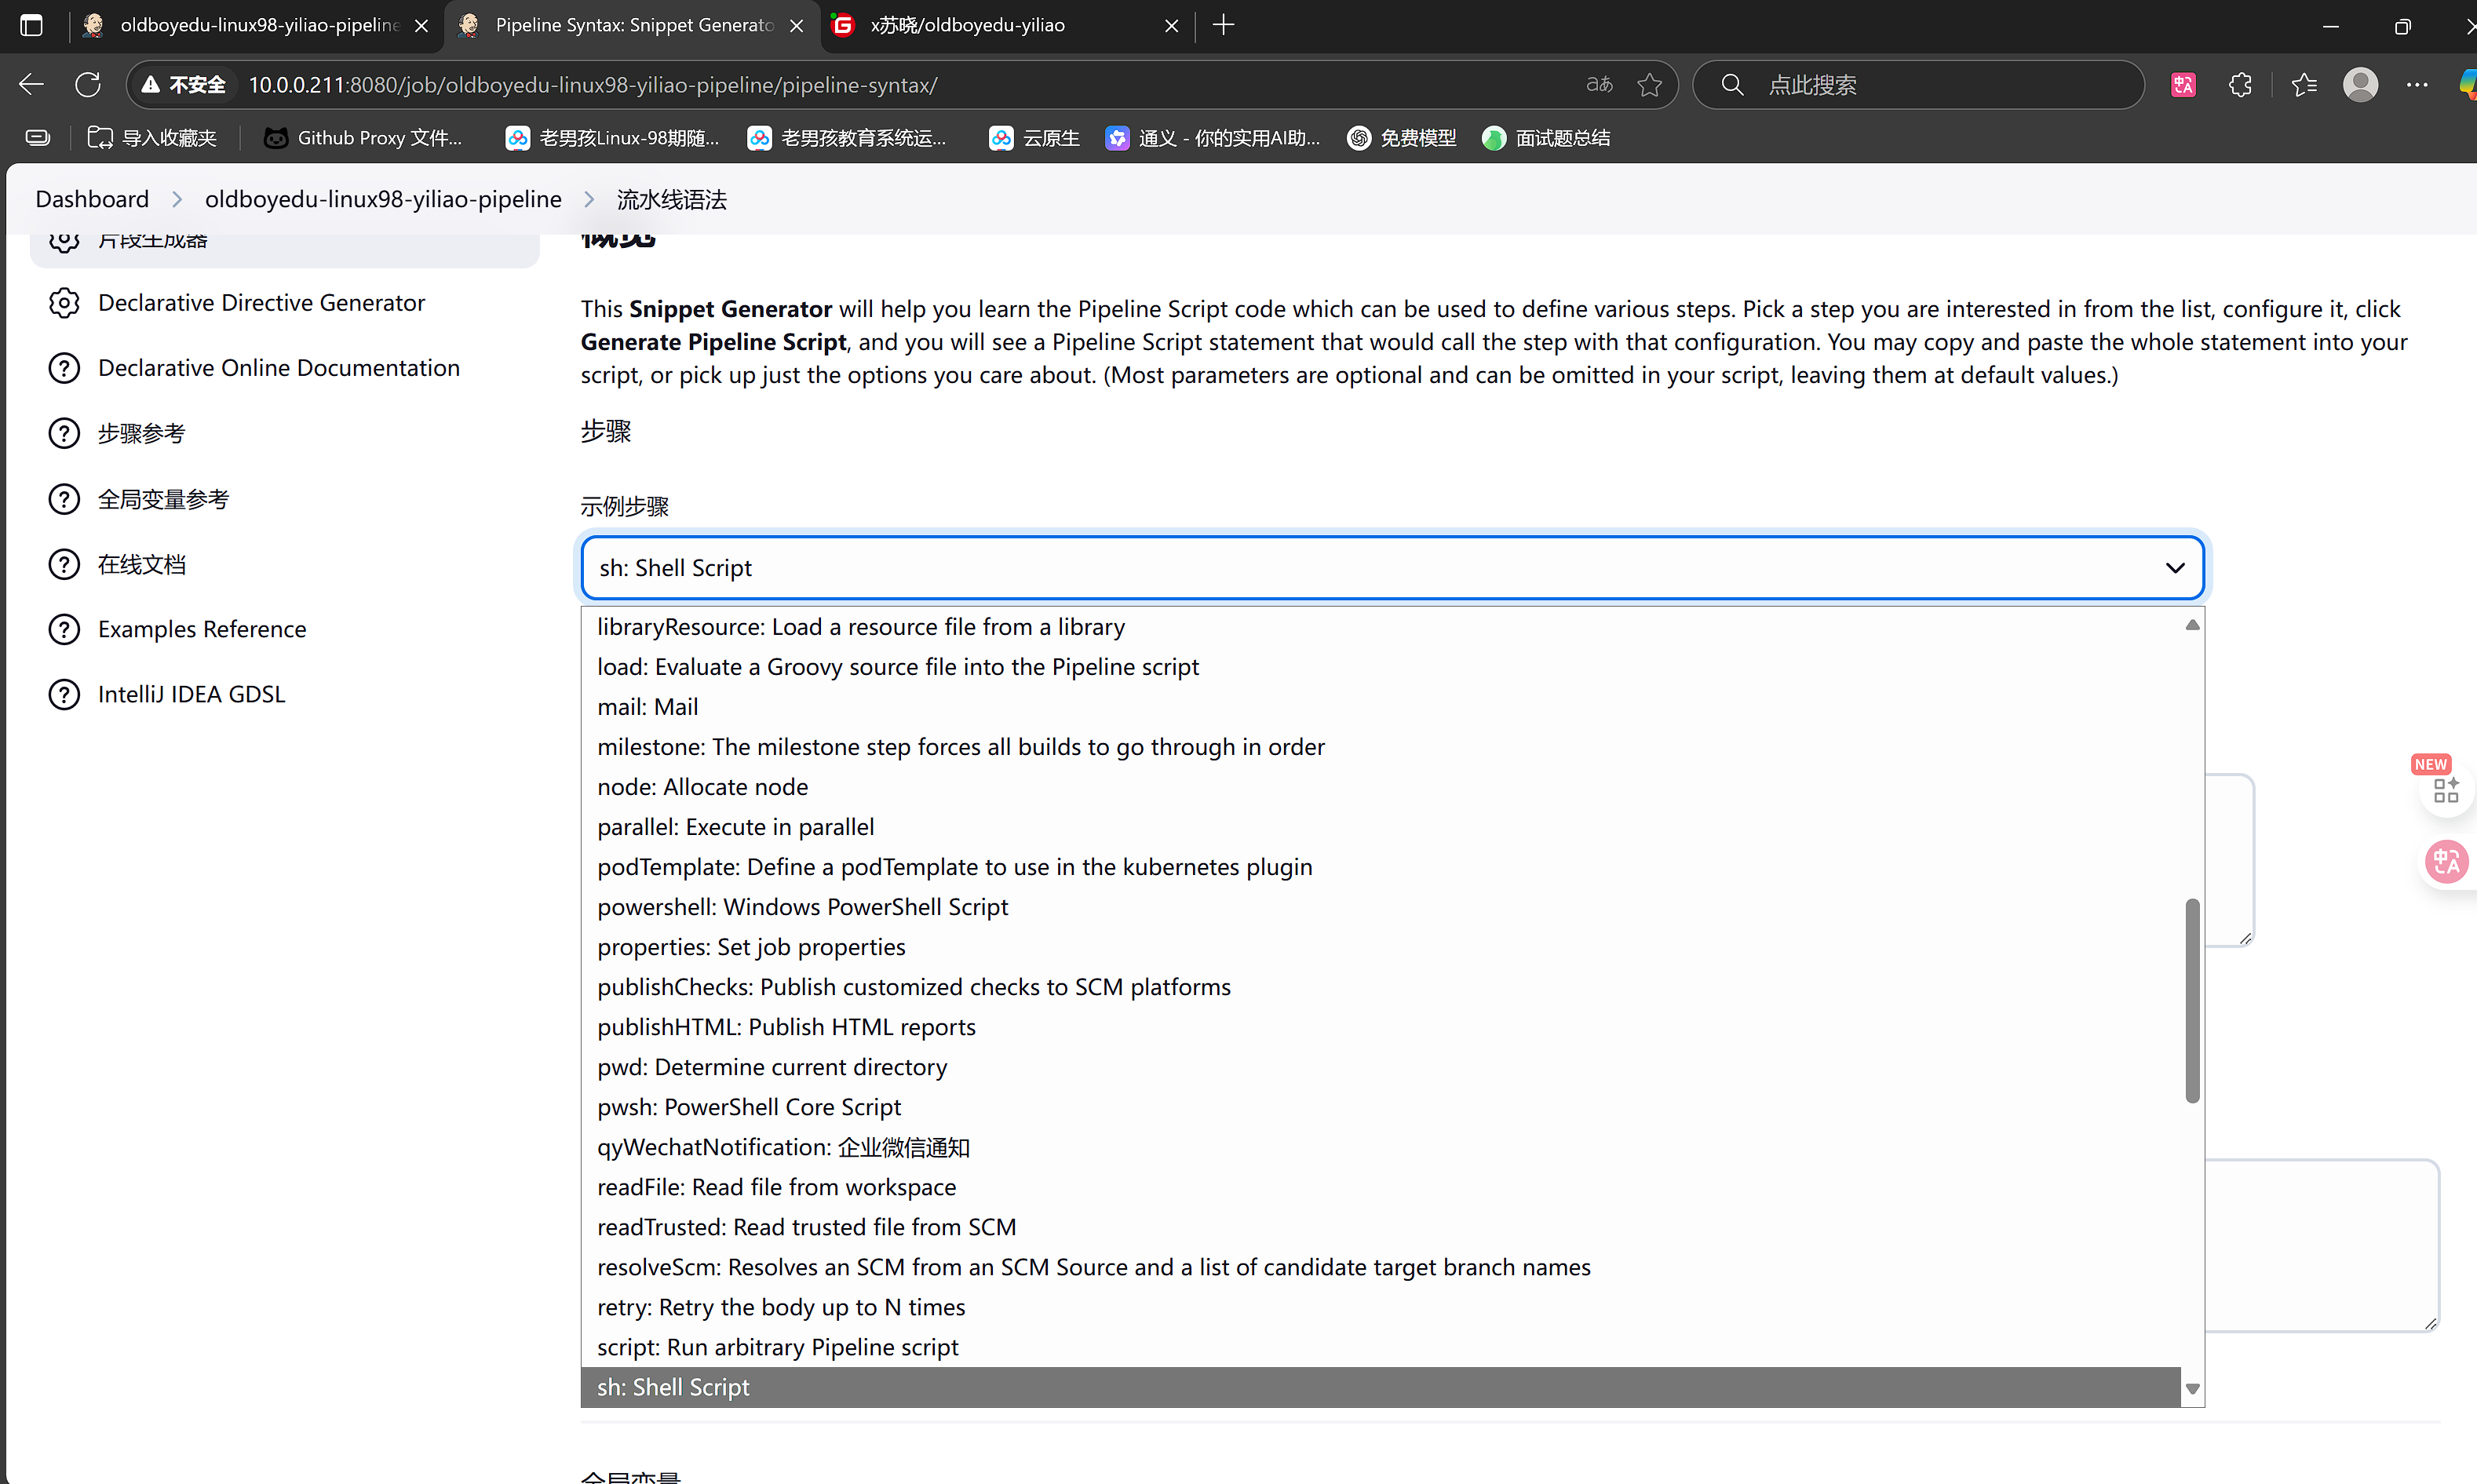 oldboyedu-linux98-yiliao-pipeline
Pipeline Syntax: Snippet Generato
x苏晓/oldboyedu-yiliao
不安全
10.0.0.211:8080/job/oldboyedu-linux98-yiliao-pipeline/pipeline-syntax/
点此搜索
导入收藏夹
Github Proxy 文件...
老男孩Linux-98期随...
老男孩教育系统运...
云原生
通义 - 你的实用AI助...
免费模型
面试题总结
Dashboard
oldboyedu-linux98-yiliao-pipeline
流水线语法
片段生成器
Declarative Directive Generator
Declarative Online Documentation
步骤参考
全局变量参考
在线文档
Examples Reference
IntelliJ IDEA GDSL
概览
This Snippet Generator will help you learn the Pipeline Script code which can be used to define various steps. Pick a step you are interested in from the list, configure it, click
Generate Pipeline Script, and you will see a Pipeline Script statement that would call the step with that configuration. You may copy and paste the whole statement into your
script, or pick up just the options you care about. (Most parameters are optional and can be omitted in your script, leaving them at default values.)
步骤
示例步骤
sh: Shell Script
libraryResource: Load a resource file from a library
load: Evaluate a Groovy source file into the Pipeline script
mail: Mail
milestone: The milestone step forces all builds to go through in order
node: Allocate node
parallel: Execute in parallel
podTemplate: Define a podTemplate to use in the kubernetes plugin
powershell: Windows PowerShell Script
properties: Set job properties
publishChecks: Publish customized checks to SCM platforms
publishHTML: Publish HTML reports
pwd: Determine current directory
pwsh: PowerShell Core Script
qyWechatNotification: 企业微信通知
readFile: Read file from workspace
readTrusted: Read trusted file from SCM
resolveScm: Resolves an SCM from an SCM Source and a list of candidate target branch names
retry: Retry the body up to N times
script: Run arbitrary Pipeline script
sh: Shell Script
NEW
全局变量